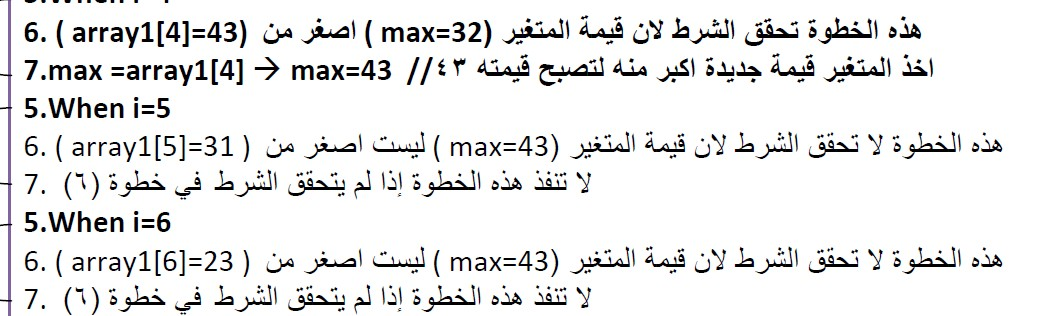 5.When i=4
6. ( array1[4]=43) هذه الخطوة تحقق الشرط لان قيمة المتغير (max=32 ) اصغر من
7.max =array1[4] → max=43 //اخذ المتغير قيمة جديدة اكبر منه لتصبح قيمته ٤٣
5.When i=5
6. ( array1[5]=31 ) هذه الخطوة لا تحقق الشرط لان قيمة المتغير (max=43 ) ليست اصغر من
7. لا تنفذ هذه الخطوة إذا لم يتحقق الشرط في خطوة (٦)
5.When i=6
6. ( array1[6]=23 ) هذه الخطوة لا تحقق الشرط لان قيمة المتغير (max=43 ) ليست اصغر من
7. لا تنفذ هذه الخطوة إذا لم يتحقق الشرط في خطوة (٦)